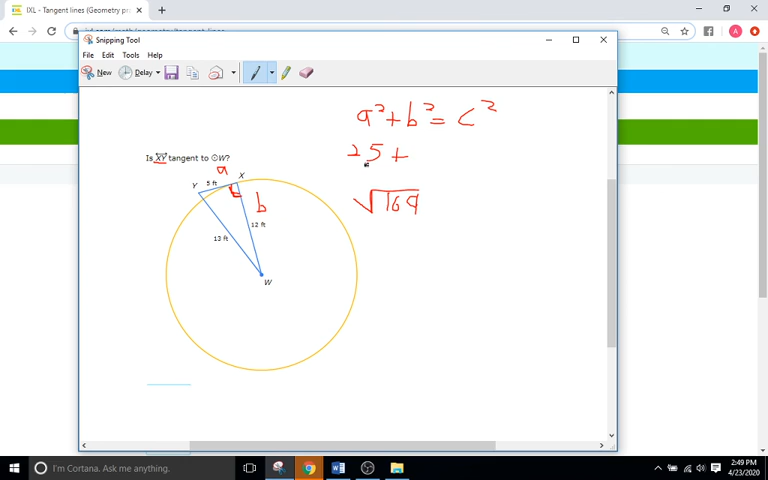 IXL - Tangent lines (Geometry pra
Snipping Tool
File Edit Tools Help
New Delay
a² + b² = c²
25 +
Is XY tangent to ⊙W?
a
X
Y 5 ft
b
√169
12 ft
13 ft
W
I'm Cortana. Ask me anything.
2:49 PM
4/23/2020
A